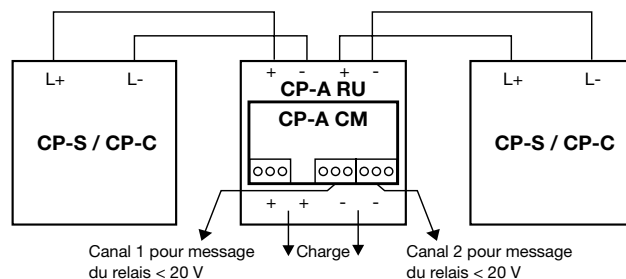 + - + -
L+ L- CP-A RU L+ L-
CP-A CM
CP-S / CP-C CP-S / CP-C
+ + - -
Canal 1 pour message Charge Canal 2 pour message
du relais < 20 V du relais < 20 V